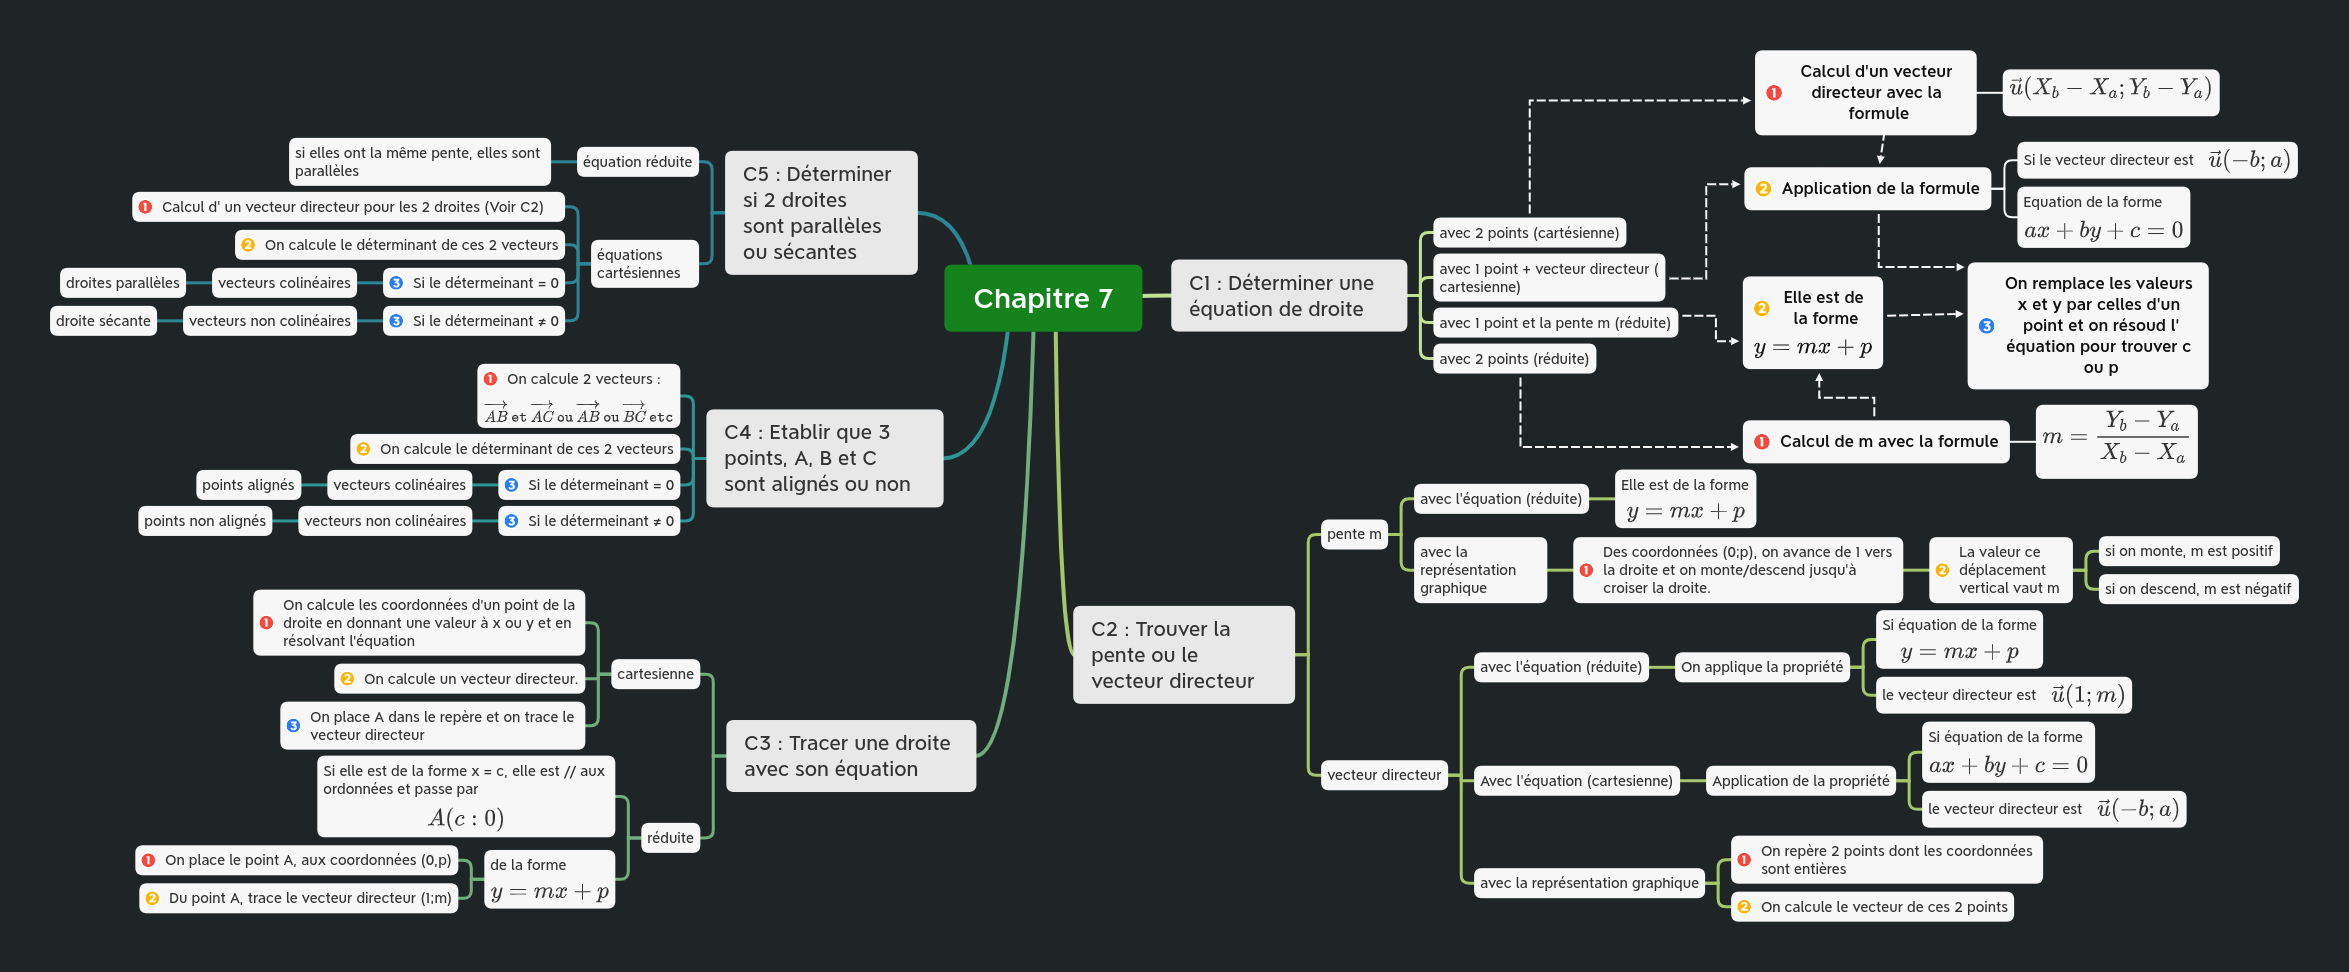 Chapitre 7
C1 : Déterminer une
équation de droite
avec 2 points (cartésienne)
avec 1 point + vecteur directeur (
cartesienne)
avec 1 point et la pente m (réduite)
avec 2 points (réduite)
1 Calcul d'un vecteur
directeur avec la
formule
u⃗(X_b − X_a; Y_b − Y_a)
2 Application de la formule
Si le vecteur directeur est u⃗(−b; a)
Equation de la forme
ax + by + c = 0
2 Elle est de
la forme
y = mx + p
3 On remplace les valeurs
x et y par celles d'un
point et on résoud l'
équation pour trouver c
ou p
1 Calcul de m avec la formule
m = (Y_b − Y_a)/(X_b − X_a)
C2 : Trouver la
pente ou le
vecteur directeur
pente m
avec l'équation (réduite)
Elle est de la forme
y = mx + p
avec la
représentation
graphique
1 Des coordonnées (0;p), on avance de 1 vers
la droite et on monte/descend jusqu'à
croiser la droite.
2 La valeur ce
déplacement
vertical vaut m
si on monte, m est positif
si on descend, m est négatif
vecteur directeur
avec l'équation (réduite)
On applique la propriété
Si équation de la forme
y = mx + p
le vecteur directeur est u⃗(1; m)
Avec l'équation (cartesienne)
Application de la propriété
Si équation de la forme
ax + by + c = 0
le vecteur directeur est u⃗(−b; a)
avec la représentation graphique
1 On repère 2 points dont les coordonnées
sont entières
2 On calcule le vecteur de ces 2 points
C3 : Tracer une droite
avec son équation
cartesienne
1 On calcule les coordonnées d'un point de la
droite en donnant une valeur à x ou y et en
résolvant l'équation
2 On calcule un vecteur directeur.
3 On place A dans le repère et on trace le
vecteur directeur
réduite
Si elle est de la forme x = c, elle est // aux
ordonnées et passe par
A(c : 0)
de la forme
y = mx + p
1 On place le point A, aux coordonnées (0,p)
2 Du point A, trace le vecteur directeur (1;m)
C4 : Etablir que 3
points, A, B et C
sont alignés ou non
1 On calcule 2 vecteurs :
AB⃗ et AC⃗ ou AB⃗ ou BC⃗ etc
2 On calcule le déterminant de ces 2 vecteurs
3 Si le détermeinant = 0
vecteurs colinéaires
points alignés
3 Si le détermeinant ≠ 0
vecteurs non colinéaires
points non alignés
C5 : Déterminer
si 2 droites
sont parallèles
ou sécantes
équation réduite
si elles ont la même pente, elles sont
parallèles
équations
cartésiennes
1 Calcul d' un vecteur directeur pour les 2 droites (Voir C2)
2 On calcule le déterminant de ces 2 vecteurs
3 Si le détermeinant = 0
vecteurs colinéaires
droites parallèles
3 Si le détermeinant ≠ 0
vecteurs non colinéaires
droite sécante